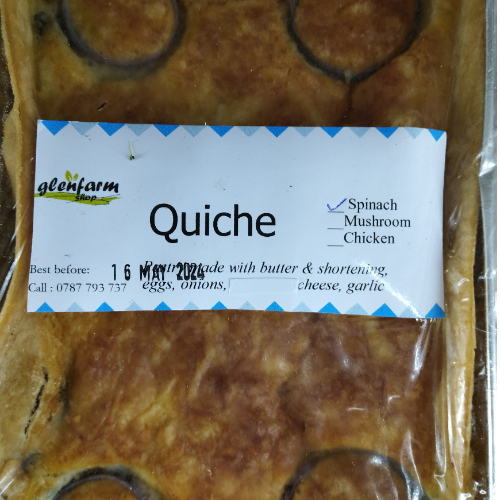 glenfarm
shop
Quiche
Spinach
Mushroom
Chicken
Best before: 16 MAY 2024
Call : 0787 793 737
made with butter & shortening,
eggs, onions, cheese, garlic